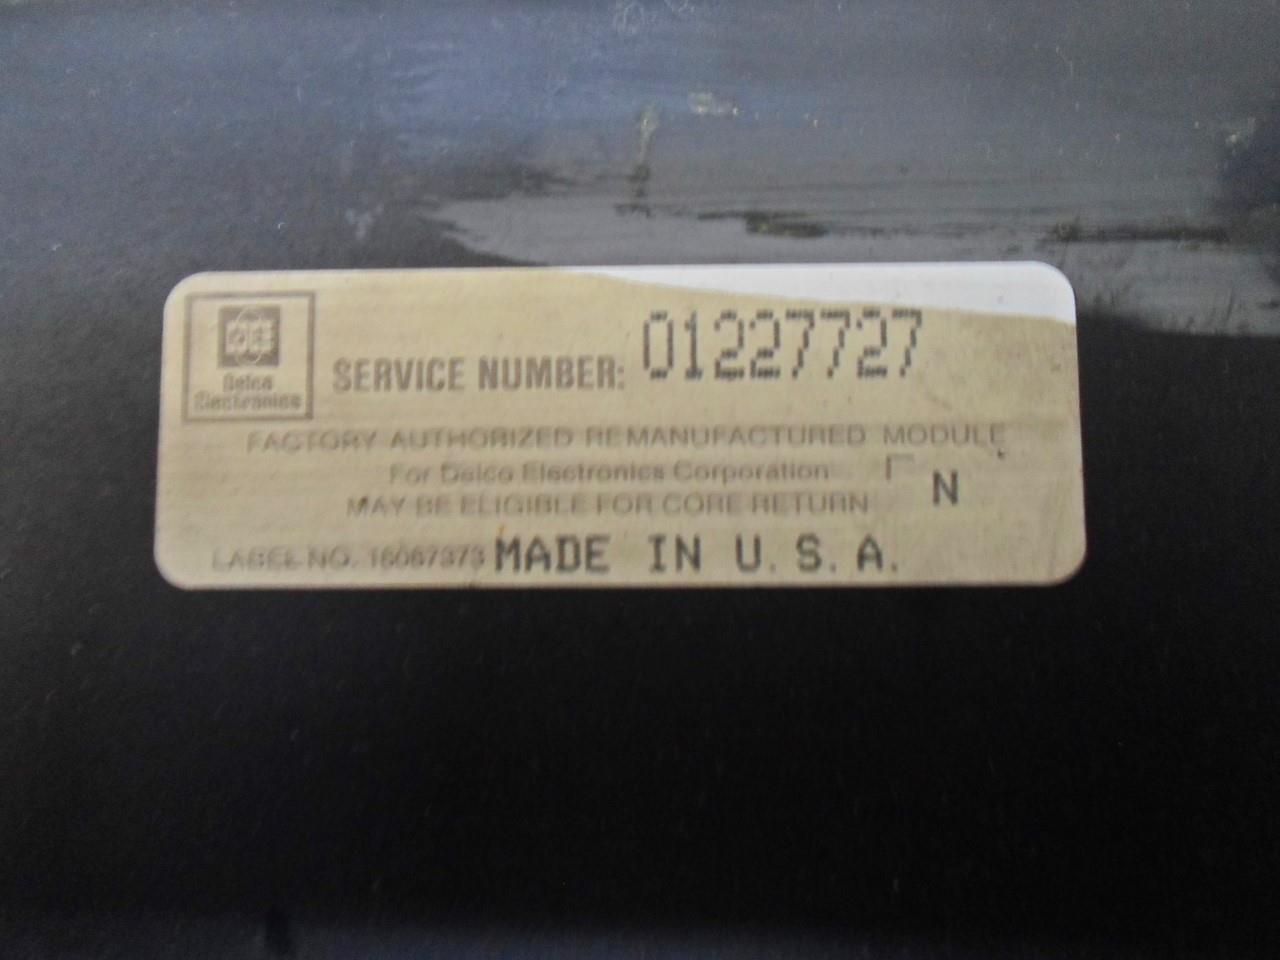 Delco
Electronics
SERVICE NUMBER: 01227727
FACTORY AUTHORIZED REMANUFACTURED MODULE
For Delco Electronics Corporation
N
MAY BE ELIGIBLE FOR CORE RETURN
LABEL NO. 16067373 MADE IN U.S.A.